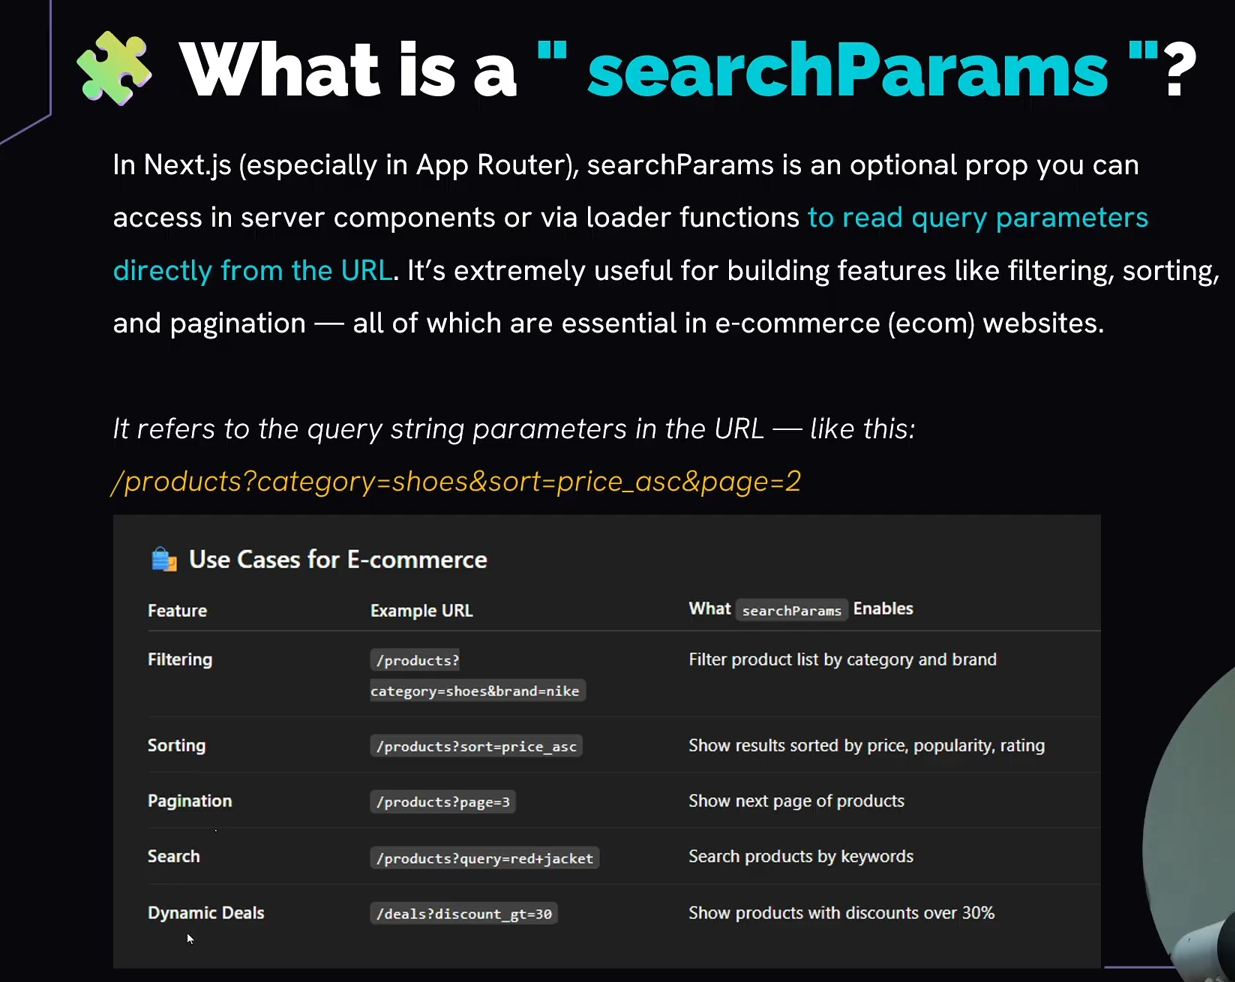 What is a " searchParams "?
In Next.js (especially in App Router), searchParams is an optional prop you can
access in server components or via loader functions to read query parameters
directly from the URL. It’s extremely useful for building features like filtering, sorting,
and pagination — all of which are essential in e-commerce (ecom) websites.
It refers to the query string parameters in the URL — like this:
/products?category=shoes&sort=price_asc&page=2
Use Cases for E-commerce
Feature Example URL What searchParams Enables
Filtering /products? Filter product list by category and brand
category=shoes&brand=nike
Sorting /products?sort=price_asc Show results sorted by price, popularity, rating
Pagination /products?page=3 Show next page of products
Search /products?query=red+jacket Search products by keywords
Dynamic Deals /deals?discount_gt=30 Show products with discounts over 30%